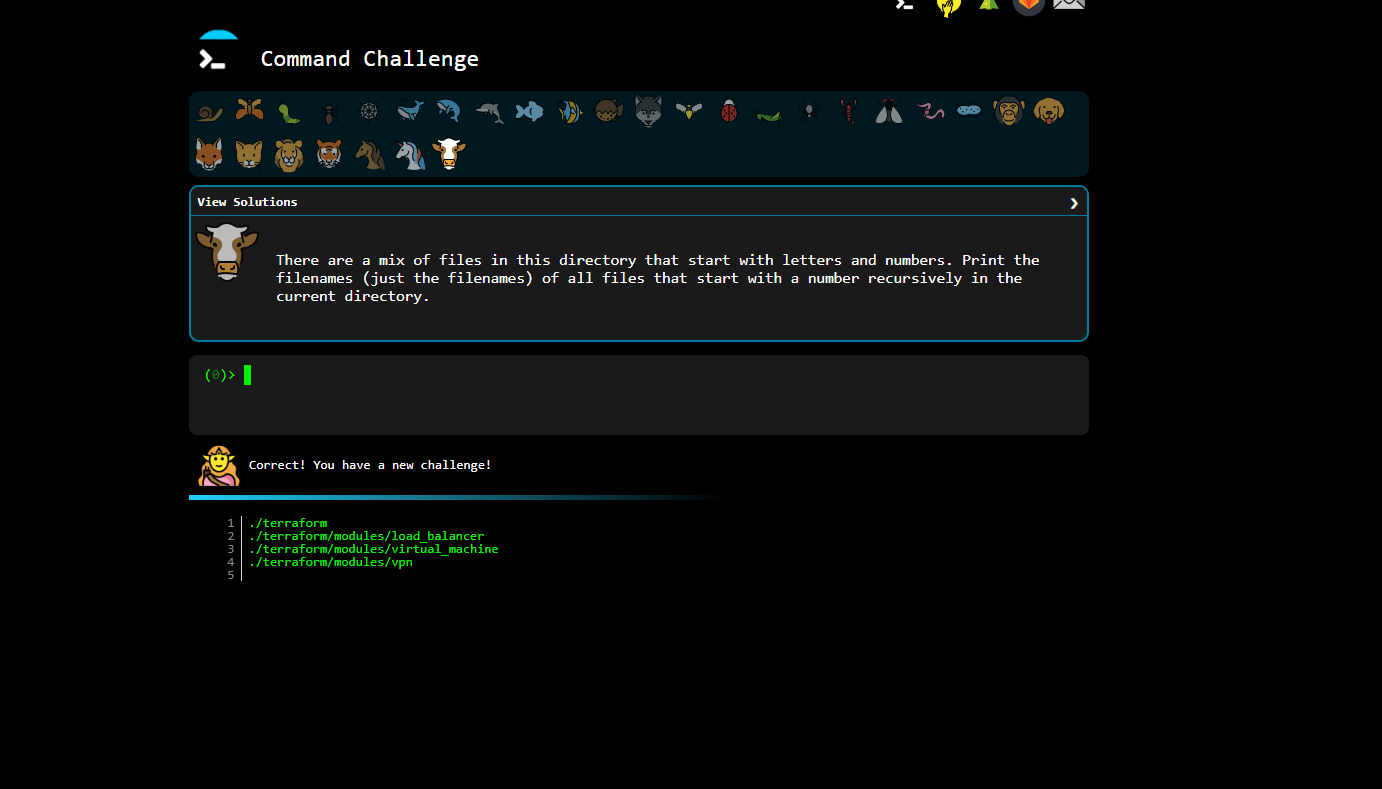 Command Challenge
View Solutions
There are a mix of files in this directory that start with letters and numbers. Print the
filenames (just the filenames) of all files that start with a number recursively in the
current directory.
(0)>
Correct! You have a new challenge!
1 ./terraform
2 ./terraform/modules/load_balancer
3 ./terraform/modules/virtual_machine
4 ./terraform/modules/vpn
5